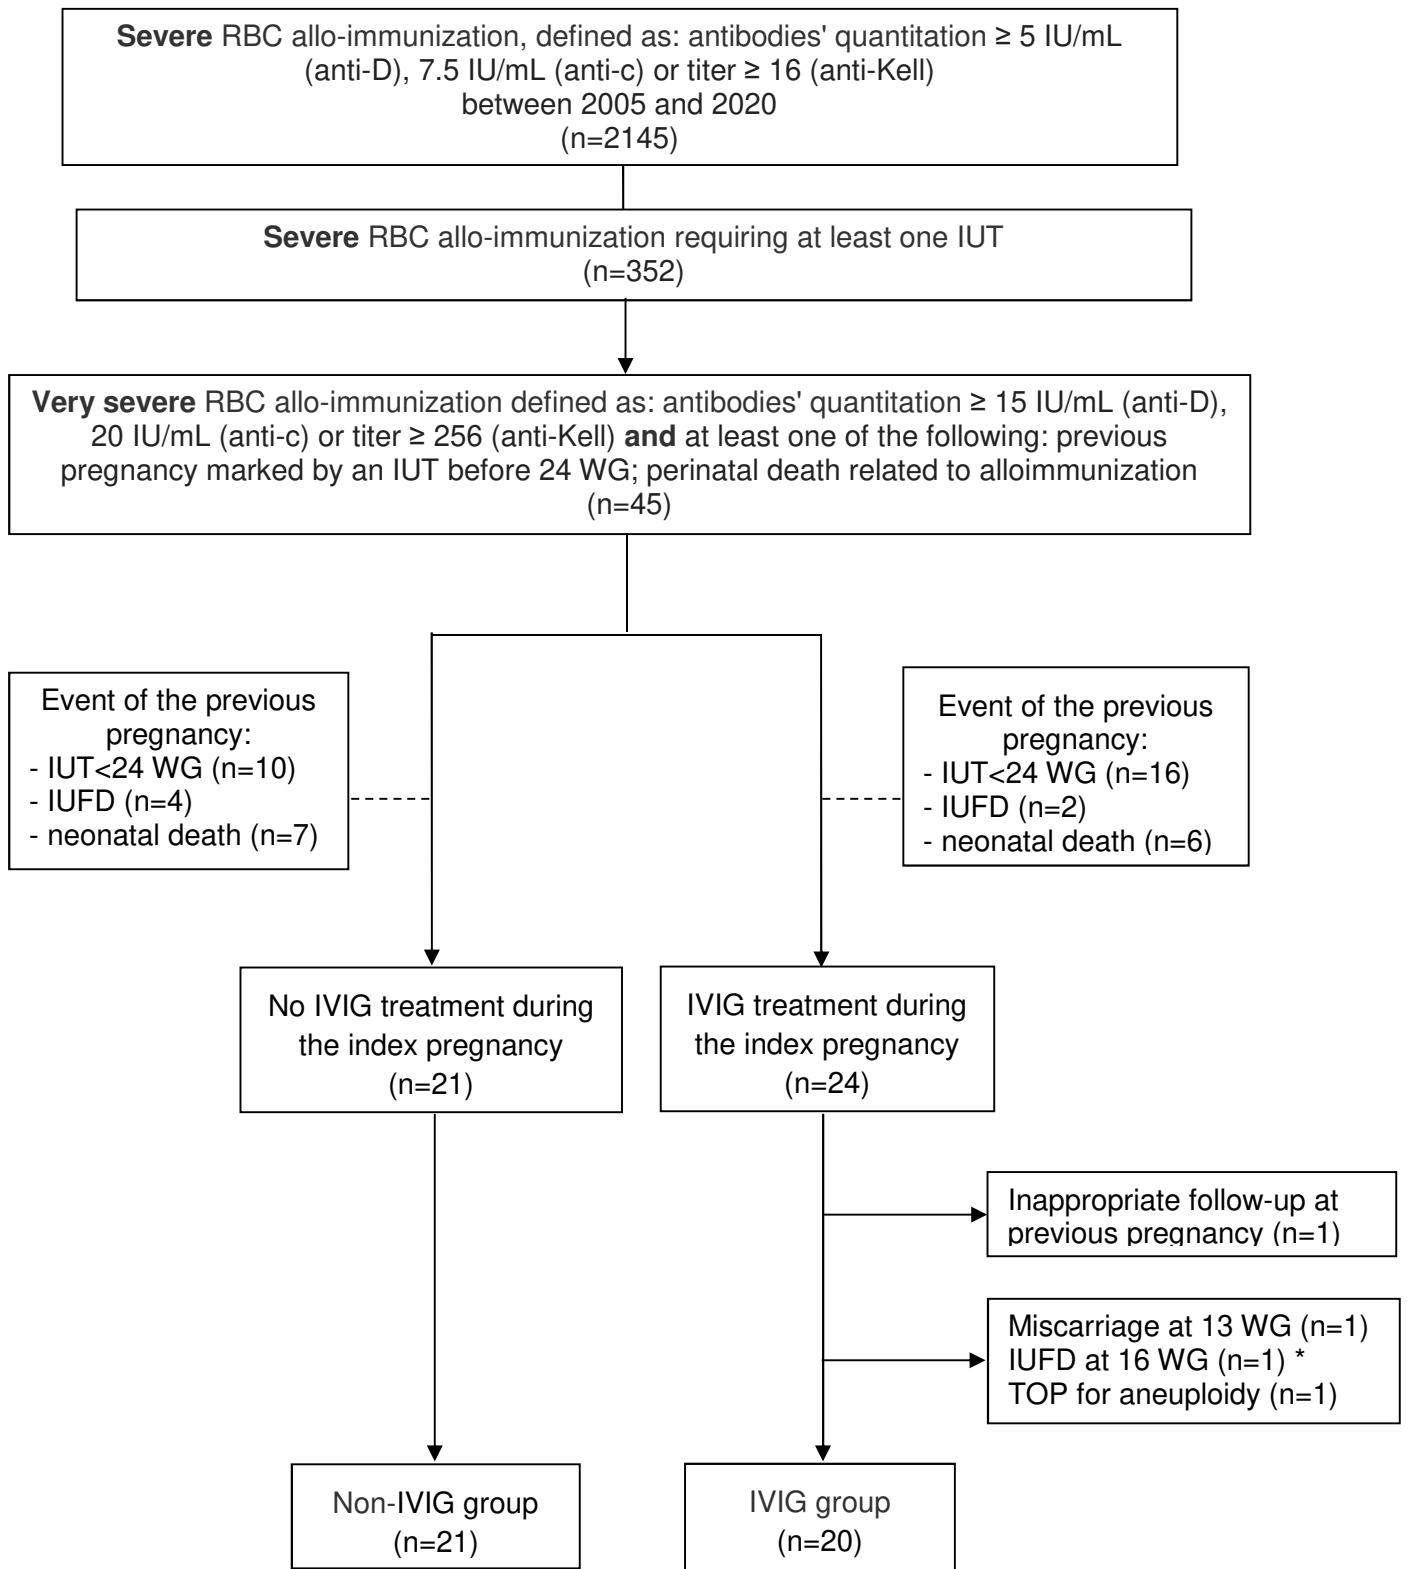 Severe RBC allo-immunization, defined as: antibodies' quantitation ≥ 5 IU/mL
(anti-D), 7.5 IU/mL (anti-c) or titer ≥ 16 (anti-Kell)
between 2005 and 2020
(n=2145)
Severe RBC allo-immunization requiring at least one IUT
(n=352)
Very severe RBC allo-immunization defined as: antibodies' quantitation ≥ 15 IU/mL (anti-D),
20 IU/mL (anti-c) or titer ≥ 256 (anti-Kell) and at least one of the following: previous
pregnancy marked by an IUT before 24 WG; perinatal death related to alloimmunization
(n=45)
Event of the previous
pregnancy:
- IUT<24 WG (n=10)
- IUFD (n=4)
- neonatal death (n=7)
Event of the previous
pregnancy:
- IUT<24 WG (n=16)
- IUFD (n=2)
- neonatal death (n=6)
No IVIG treatment during
the index pregnancy
(n=21)
IVIG treatment during
the index pregnancy
(n=24)
Inappropriate follow-up at
previous pregnancy (n=1)
Miscarriage at 13 WG (n=1)
IUFD at 16 WG (n=1) *
TOP for aneuploidy (n=1)
Non-IVIG group
(n=21)
IVIG group
(n=20)